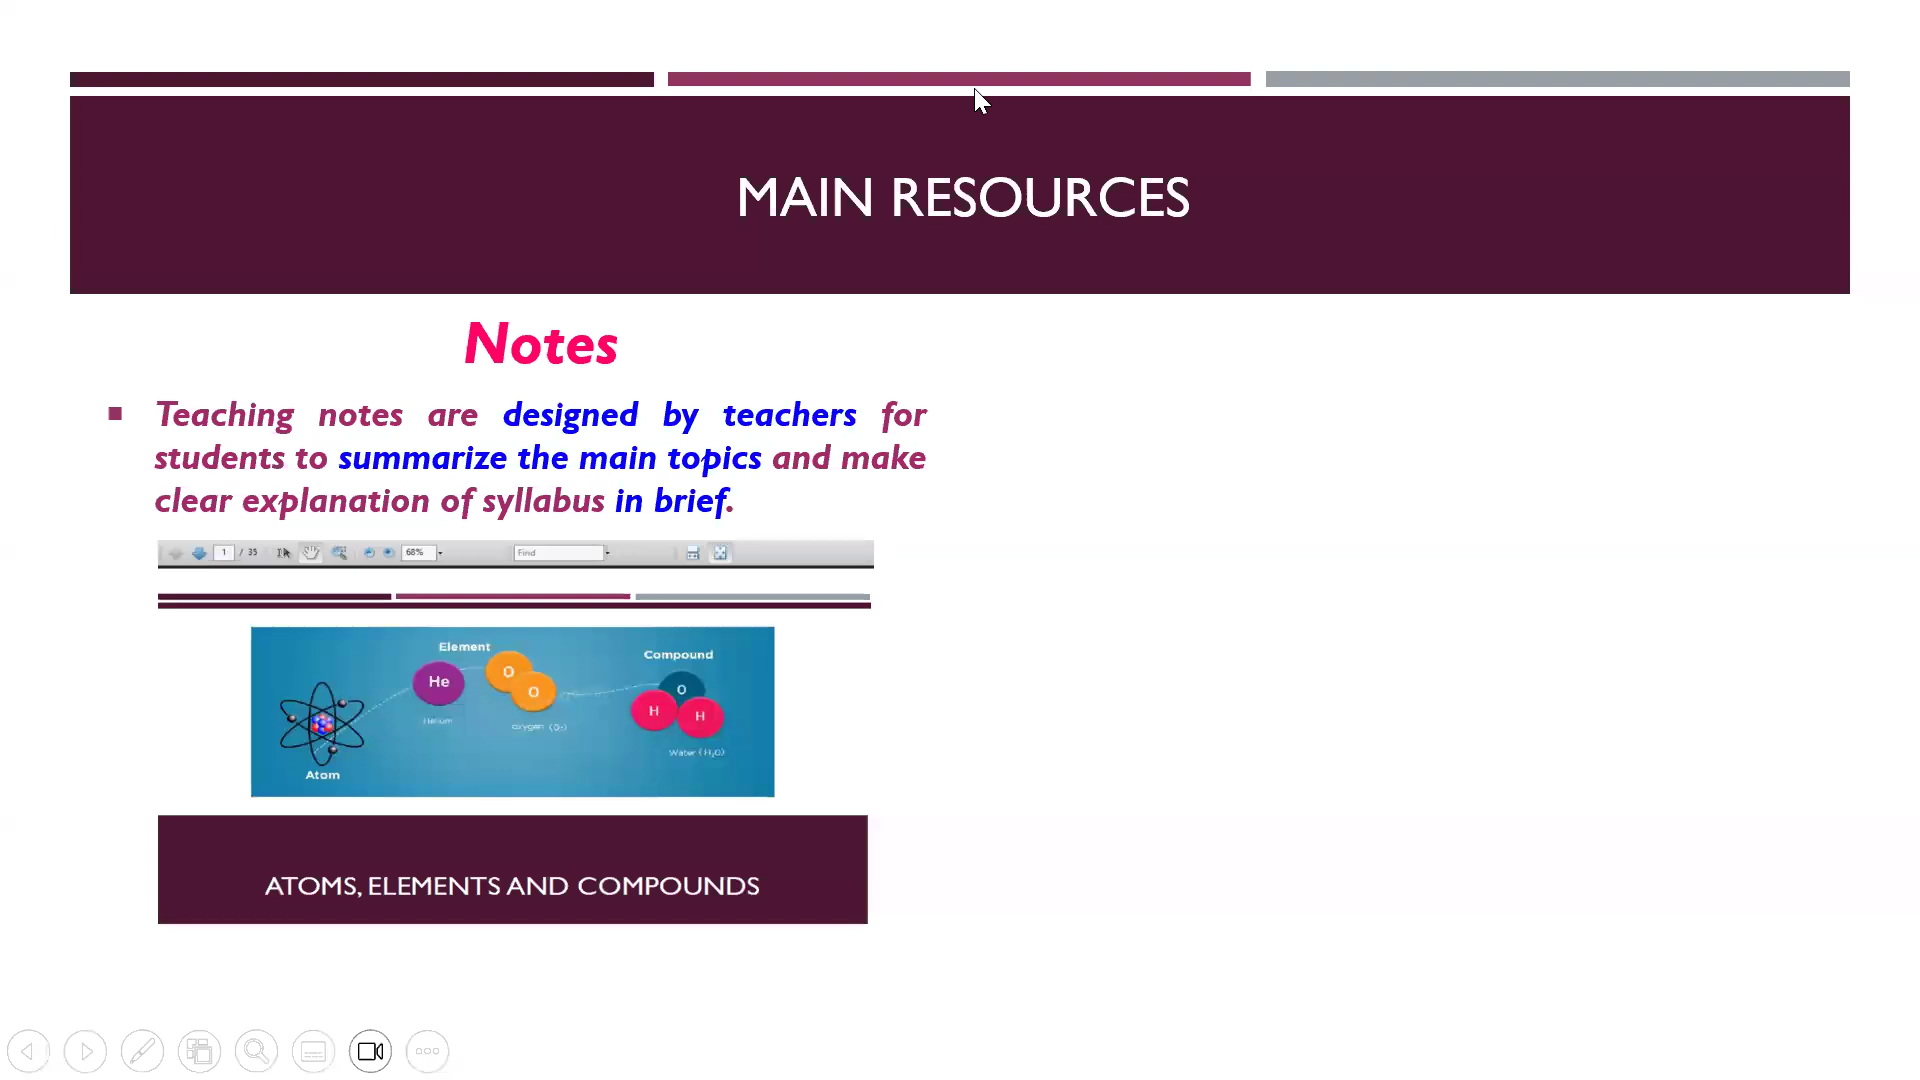 MAIN RESOURCES
Notes
Teaching notes are designed by teachers for
students to summarize the main topics and make
clear explanation of syllabus in brief.
1 / 35 68% Find
Element
Compound
He
O
O
O
H
H
Helium
oxygen (O₂)
Water (H₂O)
Atom
ATOMS, ELEMENTS AND COMPOUNDS